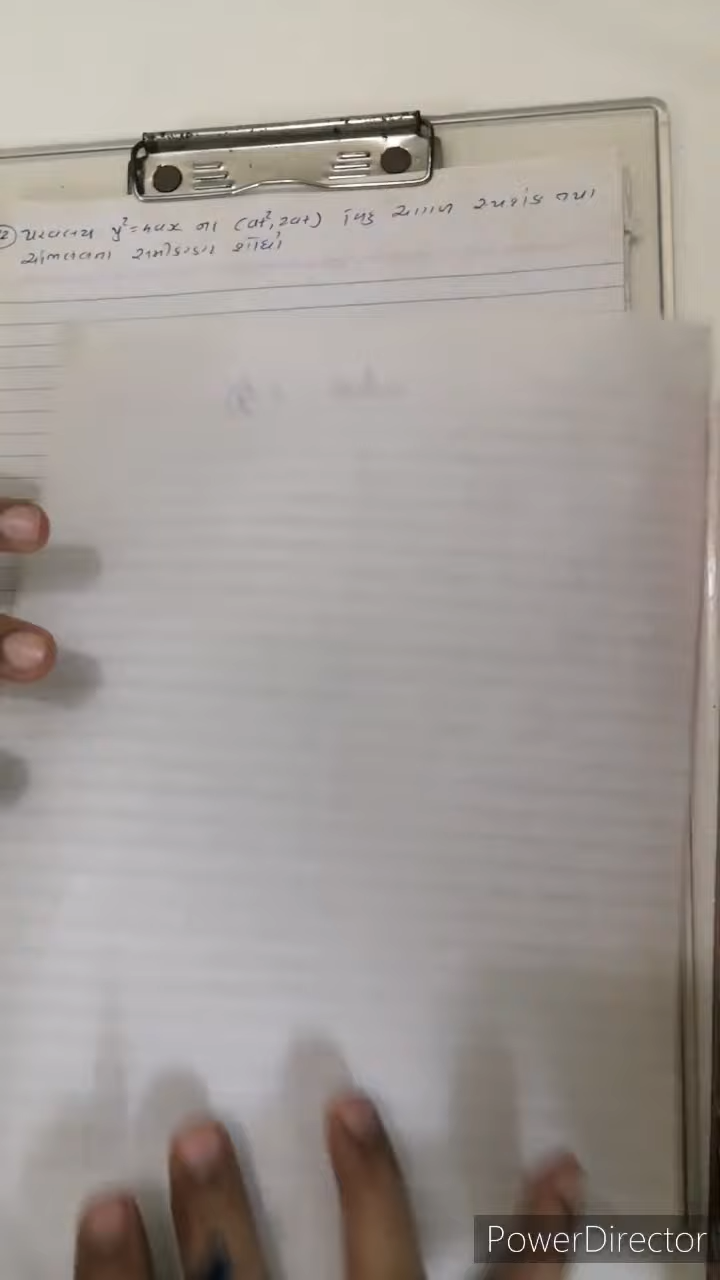 ② પરવલય y²=4ax ના (at²,2at) બિંદુ આગળ સ્પર્શક તથા
અભિલંબના સમીકરણ શોધો
PowerDirector